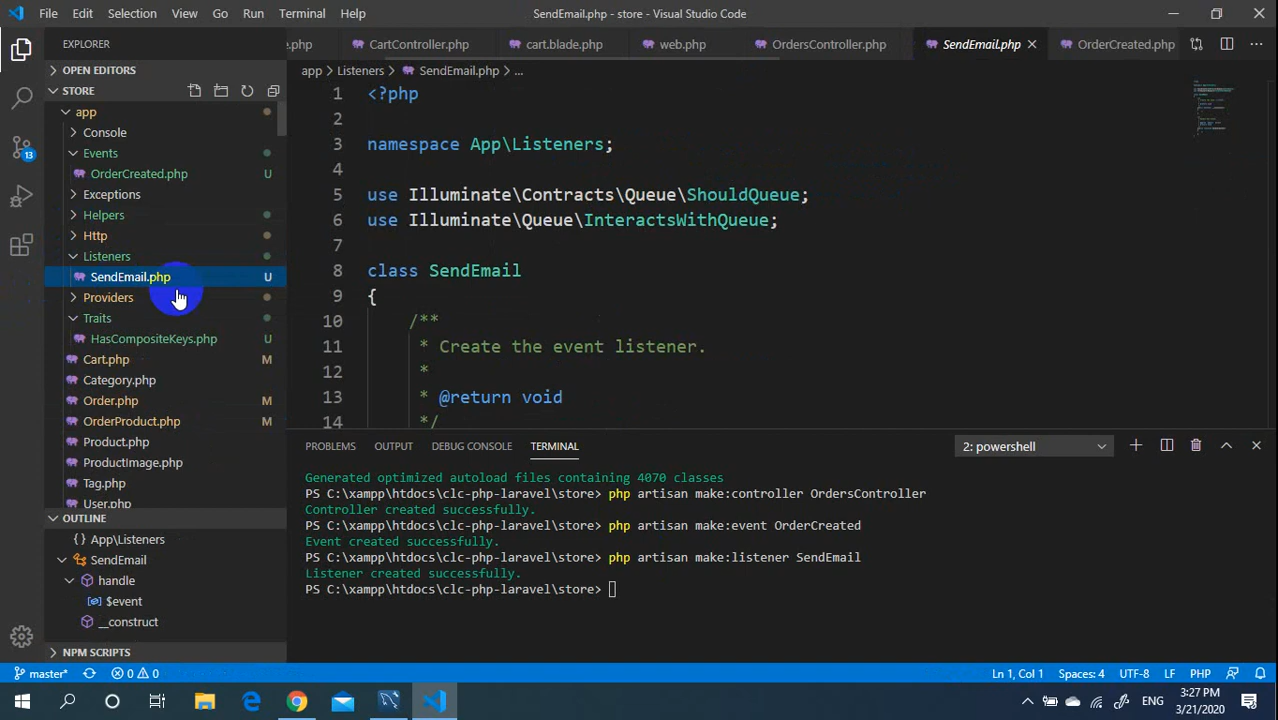 File Edit Selection View Go Run Terminal Help SendEmail.php - store - Visual Studio Code
EXPLORER
e.php CartController.php cart.blade.php web.php OrdersController.php SendEmail.php OrderCreated.php
OPEN EDITORS
app > Listeners > SendEmail.php > ...
STORE
app
Console
Events
OrderCreated.php U
Exceptions
Helpers
Http
Listeners
SendEmail.php U
Providers
Traits
HasCompositeKeys.php U
Cart.php M
Category.php
Order.php M
OrderProduct.php M
Product.php
ProductImage.php
Tag.php
User.php
OUTLINE
App\Listeners
SendEmail
handle
$event
__construct
NPM SCRIPTS
13
1 <?php
2
3 namespace App\Listeners;
4
5 use Illuminate\Contracts\Queue\ShouldQueue;
6 use Illuminate\Queue\InteractsWithQueue;
7
8 class SendEmail
9 {
10 /**
11 * Create the event listener.
12 *
13 * @return void
14 */
PROBLEMS OUTPUT DEBUG CONSOLE TERMINAL 2: powershell
Generated optimized autoload files containing 4070 classes
PS C:\xampp\htdocs\clc-php-laravel\store> php artisan make:controller OrdersController
Controller created successfully.
PS C:\xampp\htdocs\clc-php-laravel\store> php artisan make:event OrderCreated
Event created successfully.
PS C:\xampp\htdocs\clc-php-laravel\store> php artisan make:listener SendEmail
Listener created successfully.
PS C:\xampp\htdocs\clc-php-laravel\store>
master* 0 0 Ln 1, Col 1 Spaces: 4 UTF-8 LF PHP
ENG 3:27 PM
3/21/2020